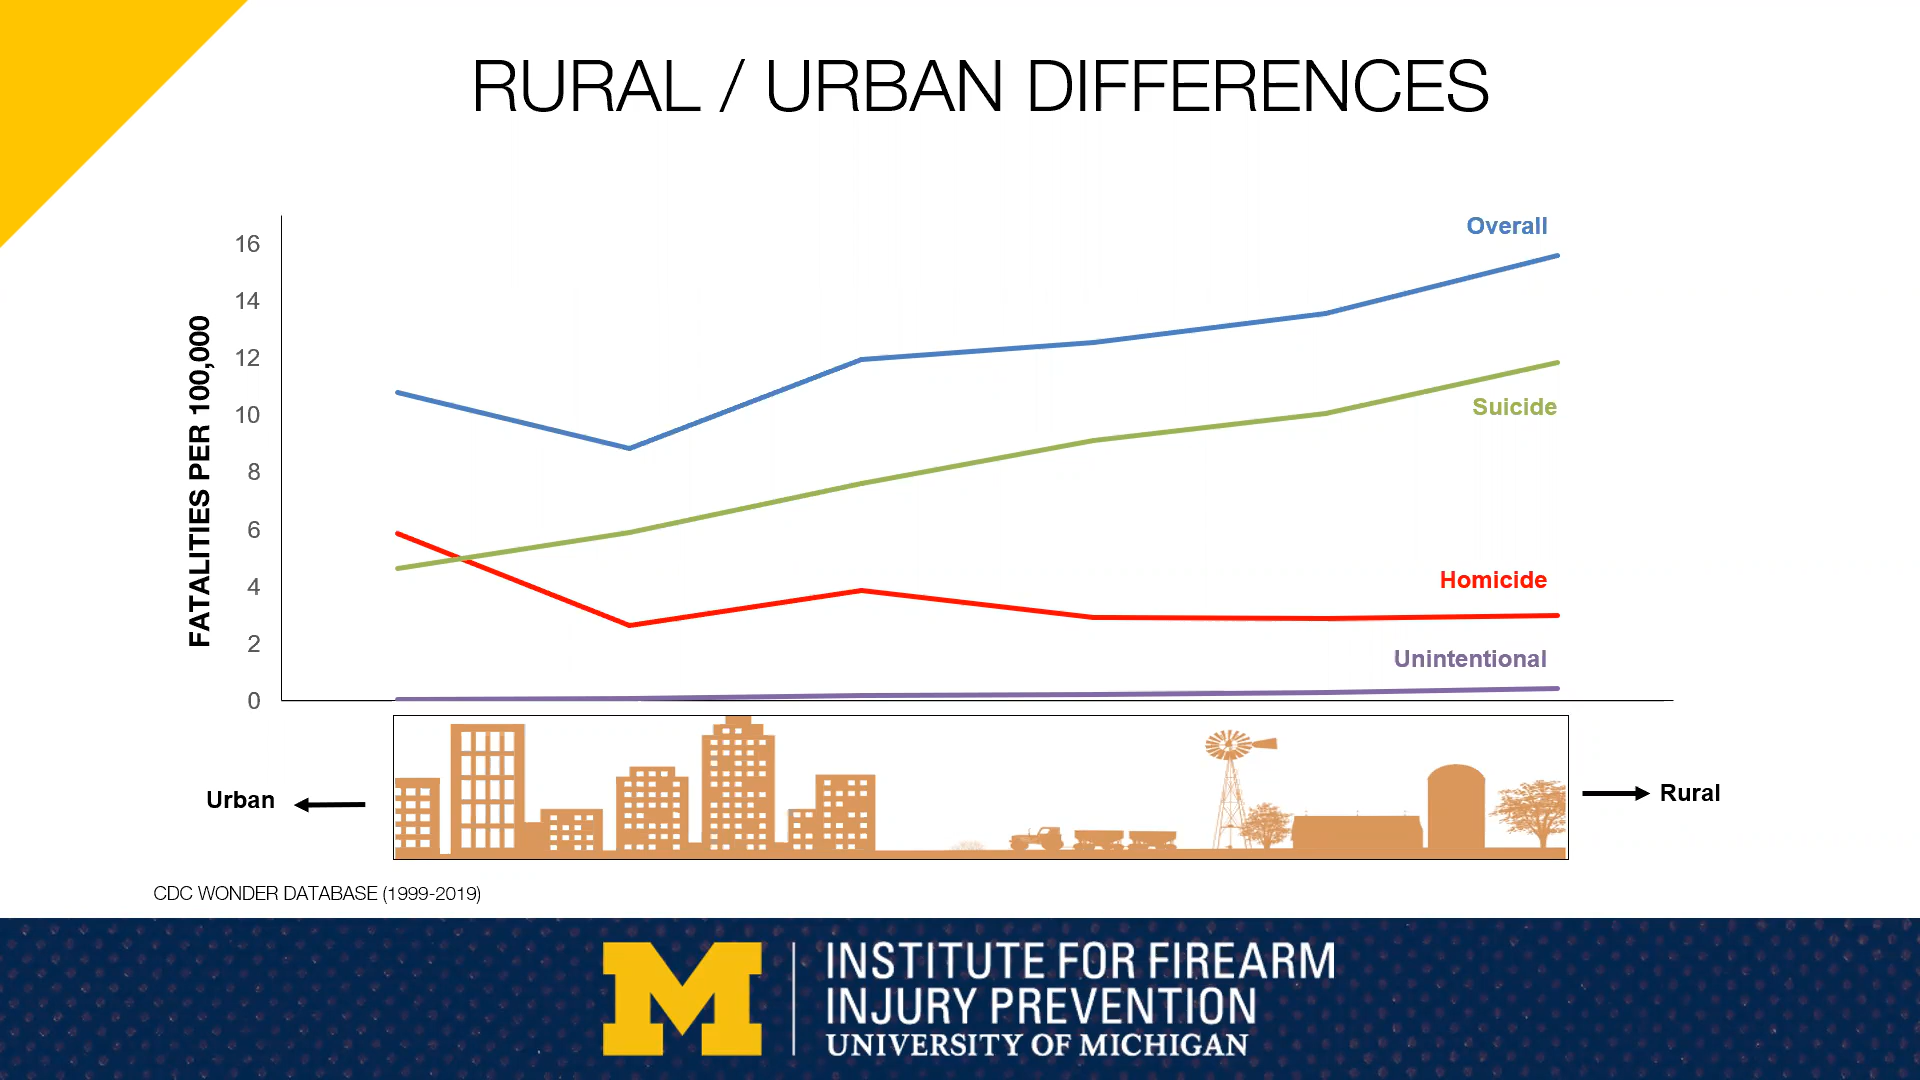 RURAL / URBAN DIFFERENCES
Overall
16
14
12
10
8
6
4
2
0
FATALITIES PER 100,000
Suicide
Homicide
Unintentional
Urban
Rural
CDC WONDER DATABASE (1999-2019)
M
INSTITUTE FOR FIREARM
INJURY PREVENTION
UNIVERSITY OF MICHIGAN